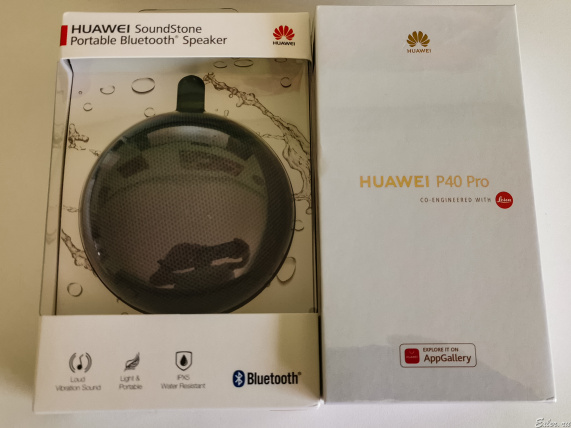 HUAWEI SoundStone
Portable Bluetooth® Speaker
HUAWEI
Loud
Vibration Sound
Light &
Portable
IPX5
Water Resistant
Bluetooth®
HUAWEI
HUAWEI P40 Pro
CO-ENGINEERED WITH Leica
EXPLORE IT ON
AppGallery